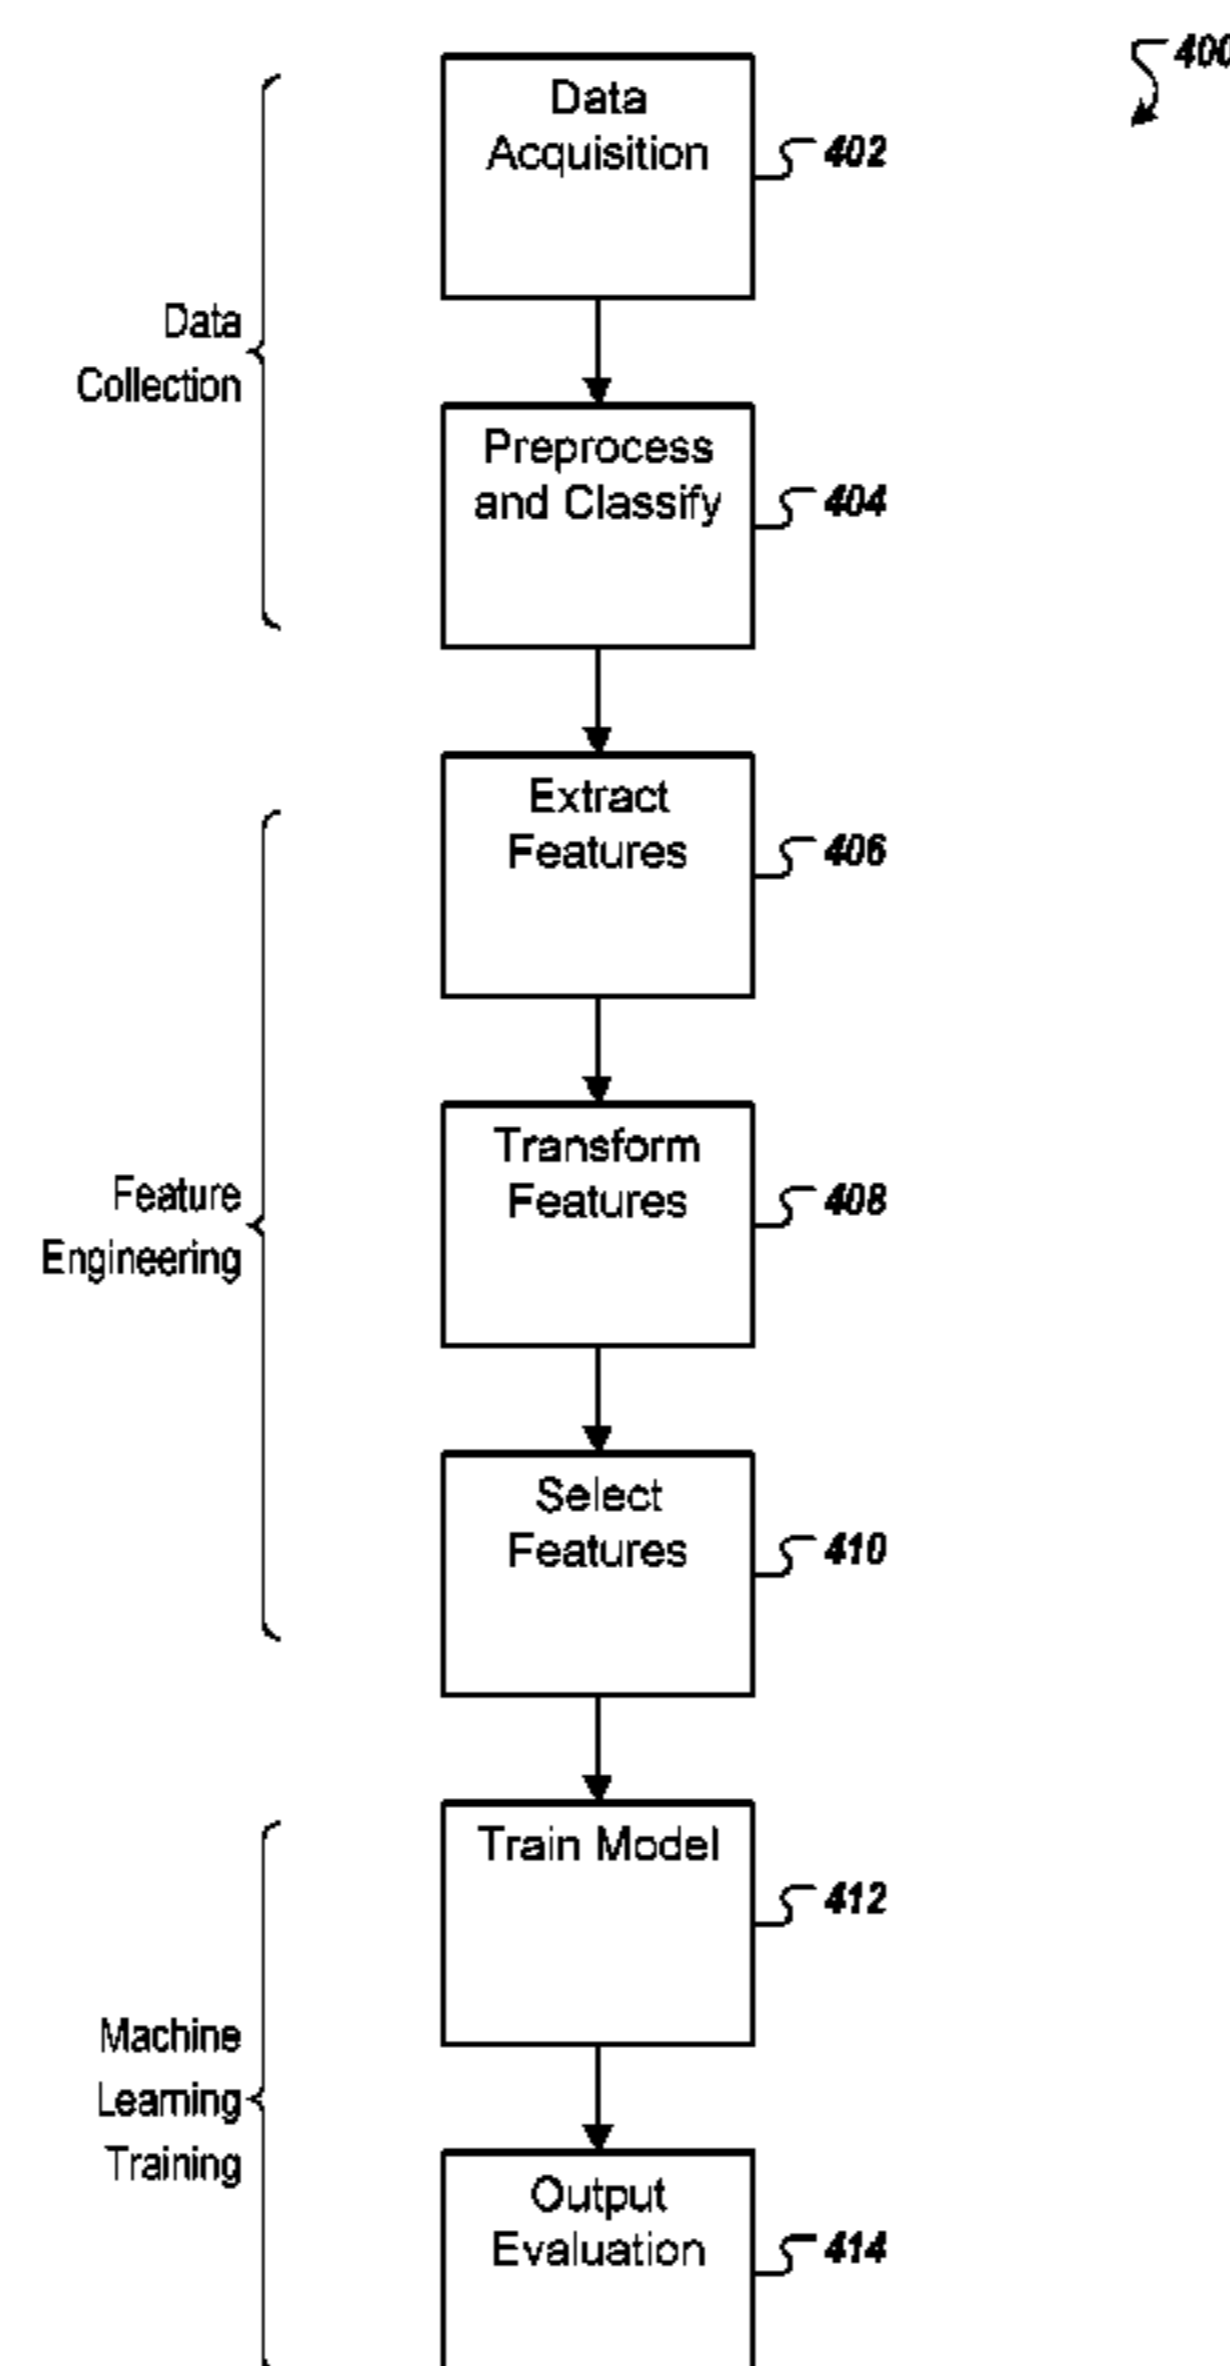 400
Data
Acquisition
402
Data
Collection
Preprocess
and Classify
404
Extract
Features
406
Transform
Features
408
Feature
Engineering
Select
Features
410
Train Model
412
Machine
Learning
Training
Output
Evaluation
414